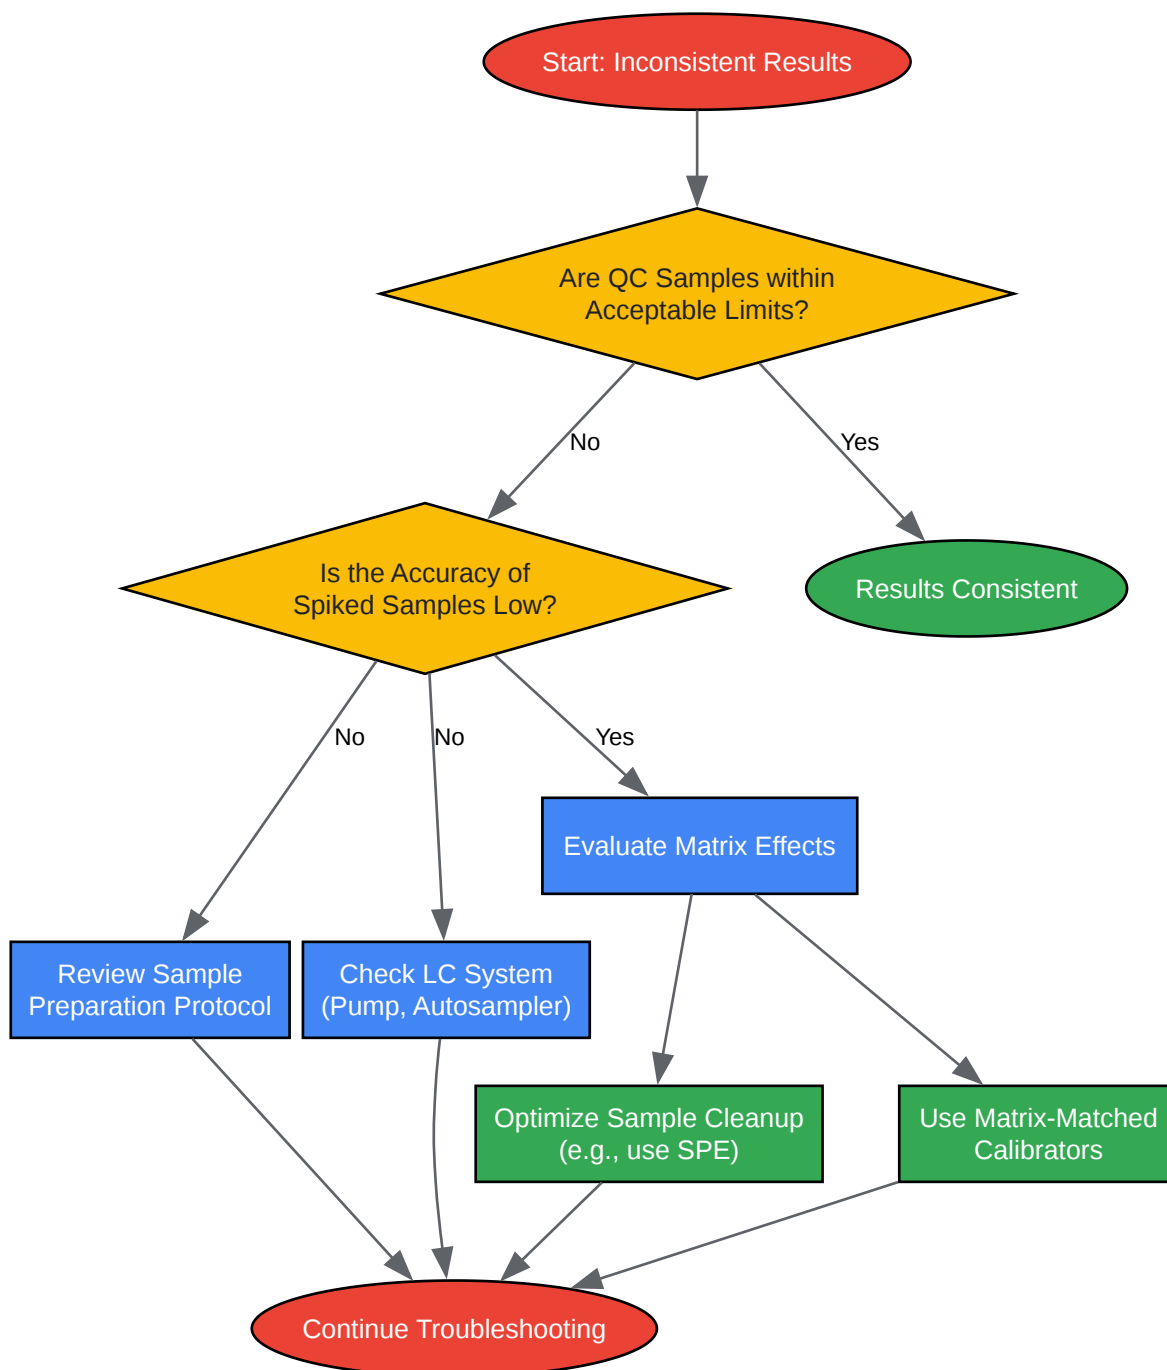 Start: Inconsistent Results
Are QC Samples within
Acceptable Limits?
No
Yes
Is the Accuracy of
Spiked Samples Low?
Results Consistent
No
No
Yes
Evaluate Matrix Effects
Review Sample
Preparation Protocol
Check LC System
(Pump, Autosampler)
Optimize Sample Cleanup
(e.g., use SPE)
Use Matrix-Matched
Calibrators
Continue Troubleshooting